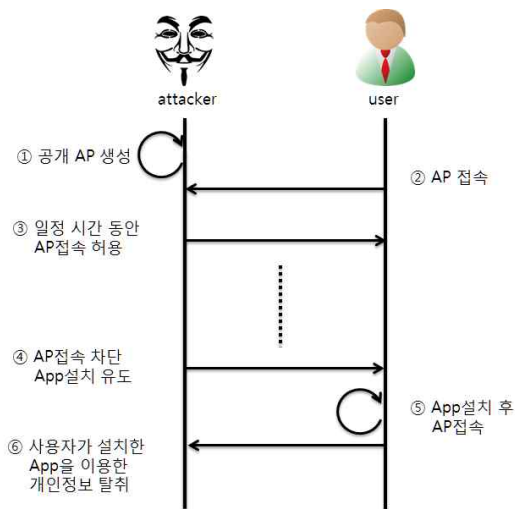 attacker
user
① 공개 AP 생성
② AP 접속
③ 일정 시간 동안
AP접속 허용
④ AP접속 차단
App설치 유도
⑤ App설치 후
AP접속
⑥ 사용자가 설치한
App을 이용한
개인정보 탈취